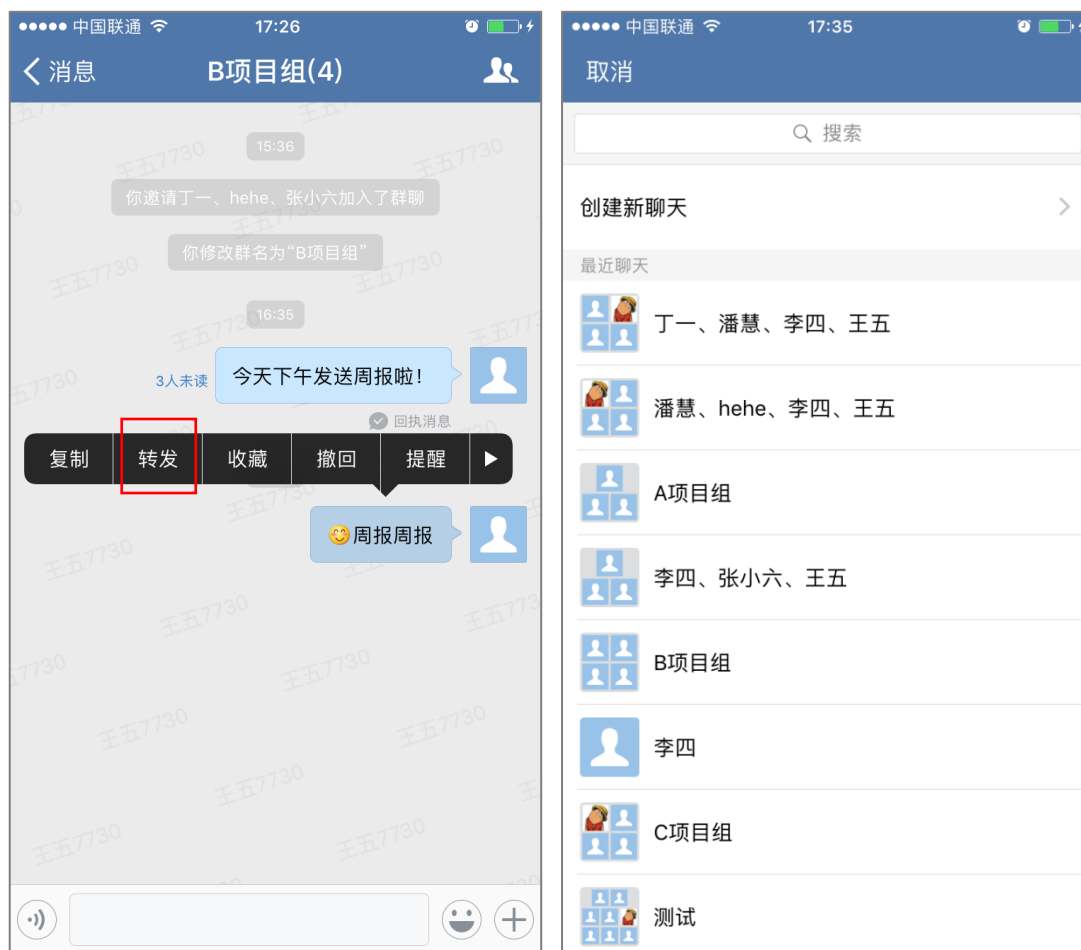 中国联通 17:26
消息 B项目组(4)
15:36
你邀请丁一、hehe、张小六加入了群聊
你修改群名为“B项目组”
16:35
3人未读 今天下午发送周报啦！
回执消息
复制 转发 收藏 撤回 提醒
😊周报周报
王五7730
中国联通 17:35
取消
搜索
创建新聊天
最近聊天
丁一、潘慧、李四、王五
潘慧、hehe、李四、王五
A项目组
李四、张小六、王五
B项目组
李四
C项目组
测试